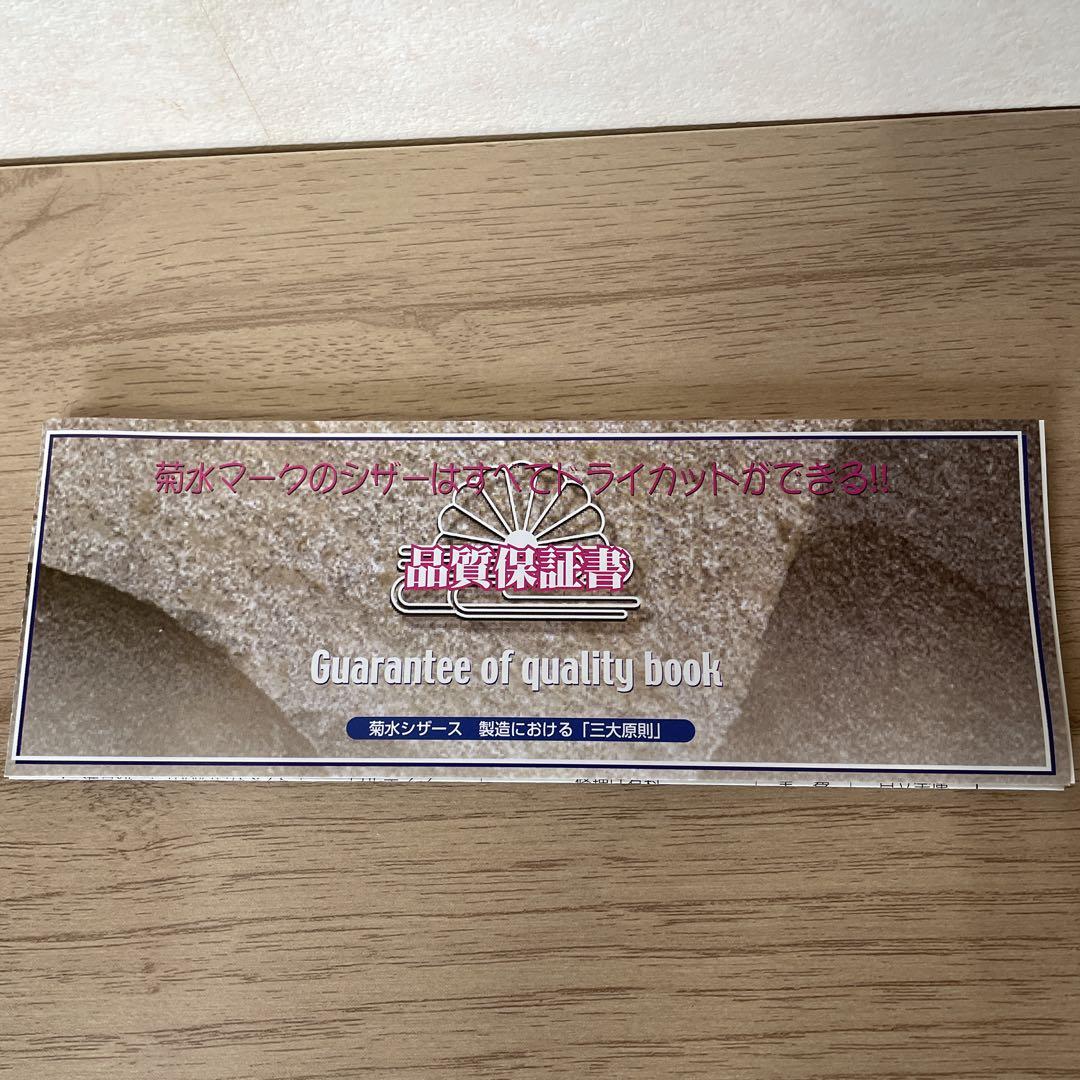 菊水マークのシザーはすべてドライカットができる!!
品質保証書
Guarantee of quality book
菊水シザース 製造における「三大原則」